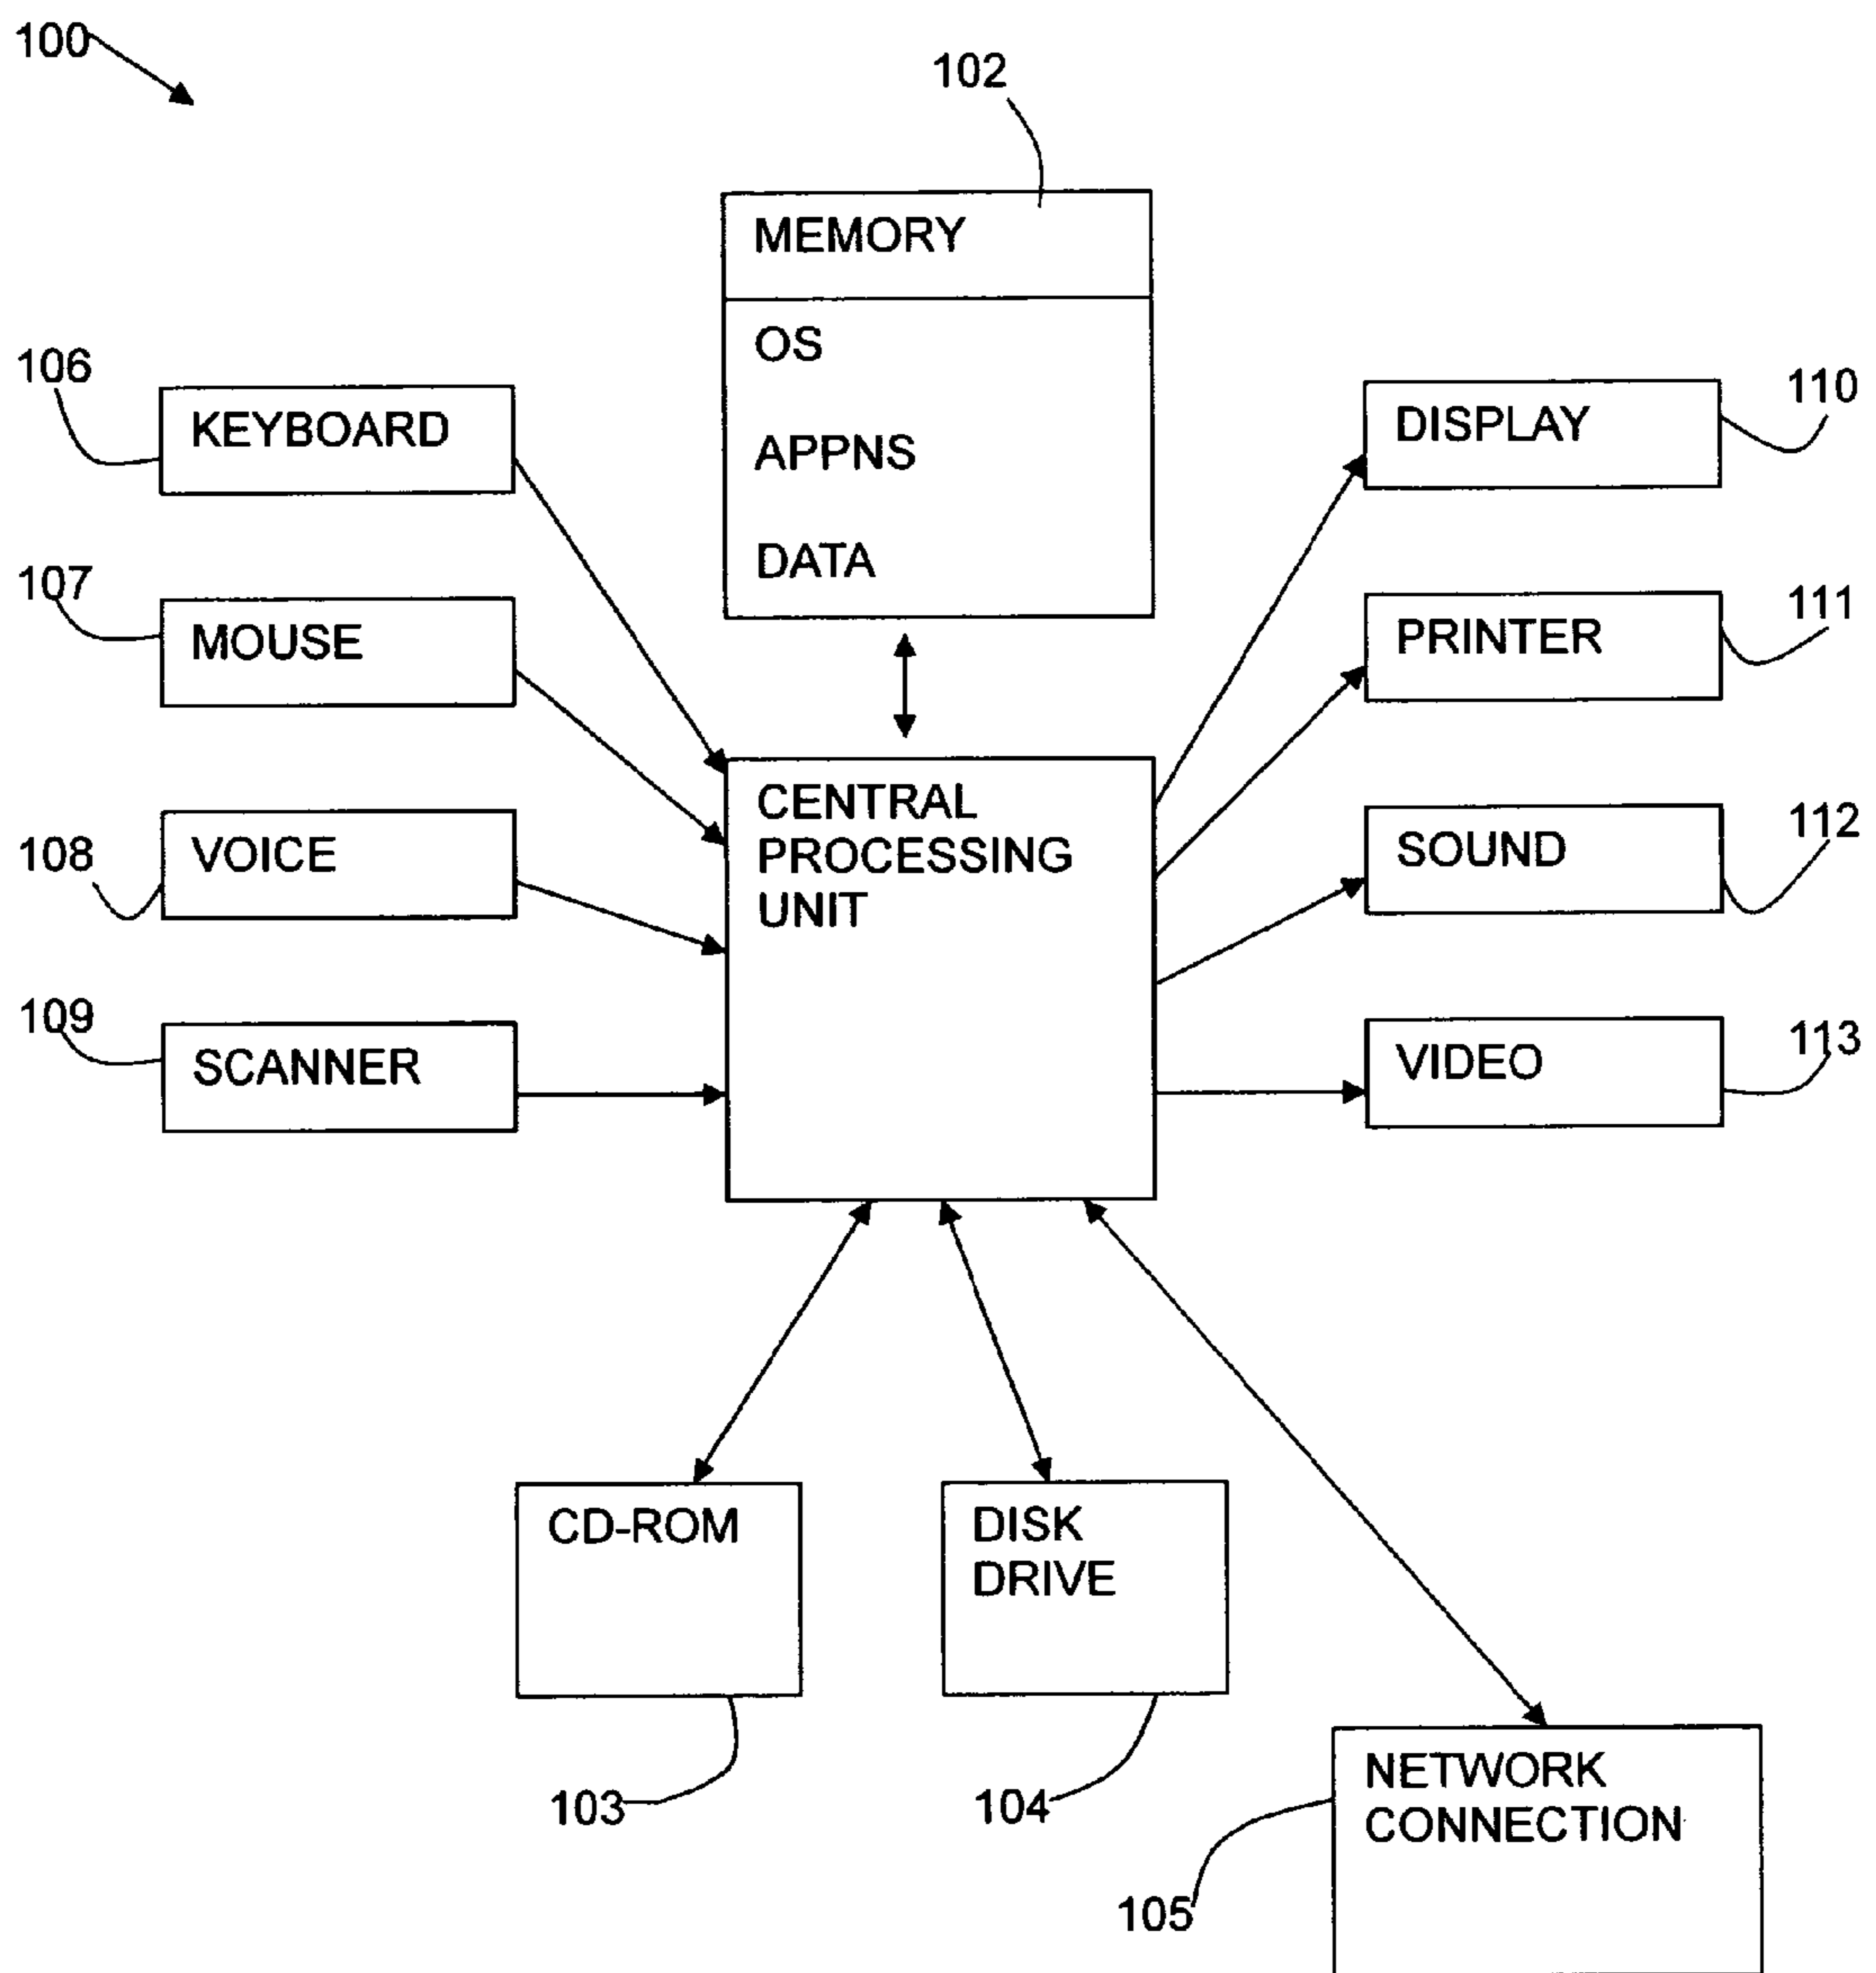 100
102
MEMORY
OS
APPNS
DATA
106
KEYBOARD
107
MOUSE
108
VOICE
109
SCANNER
CENTRAL
PROCESSING
UNIT
DISPLAY
110
PRINTER
111
SOUND
112
VIDEO
113
CD-ROM
103
DISK
DRIVE
104
NETWORK
CONNECTION
105